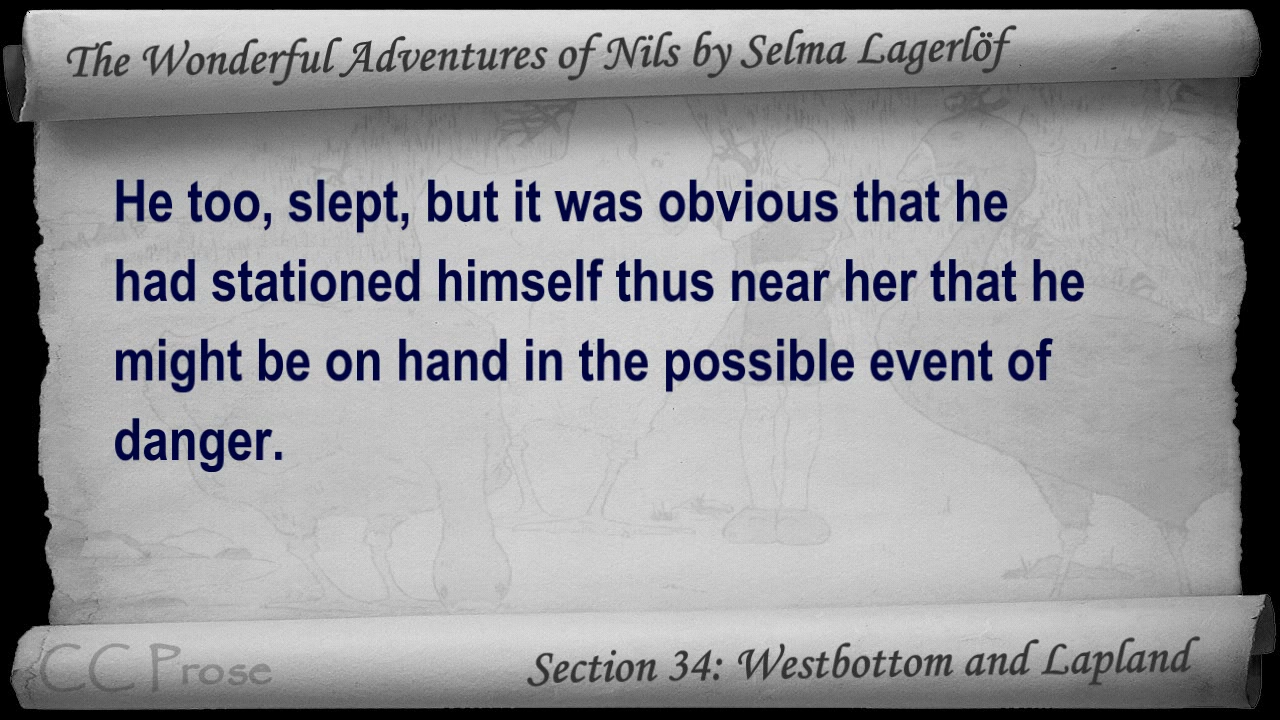 The Wonderful Adventures of Nils by Selma Lagerlöf
He too, slept, but it was obvious that he
had stationed himself thus near her that he
might be on hand in the possible event of
danger.
CC Prose
Section 34: Westbottom and Lapland